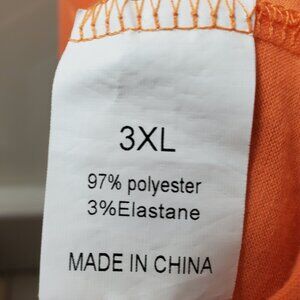 3XL
97% polyester
3%Elastane
MADE IN CHINA